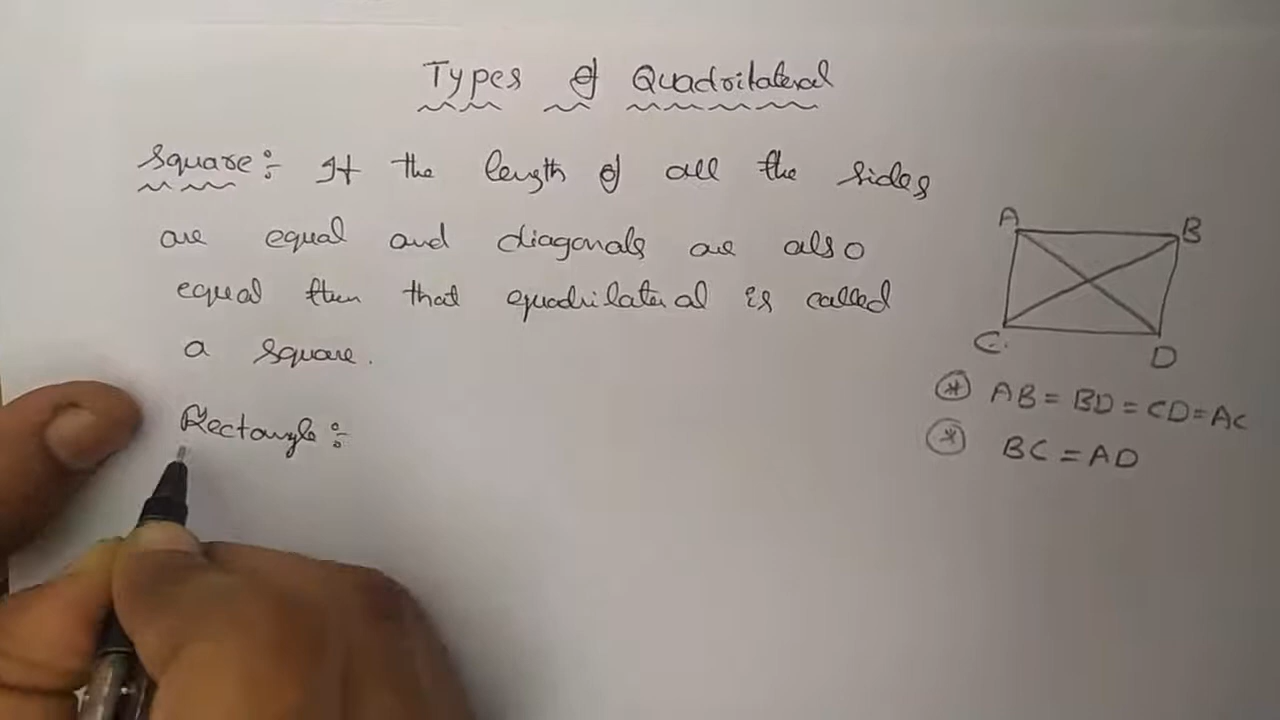 Types of Quadrilateral
Square:- If the length of all the sides
are equal and diagonals are also
equal then that quadrilateral is called
a square.
Rectangle:-
A
B
C
D
* AB = BD = CD = AC
* BC = AD